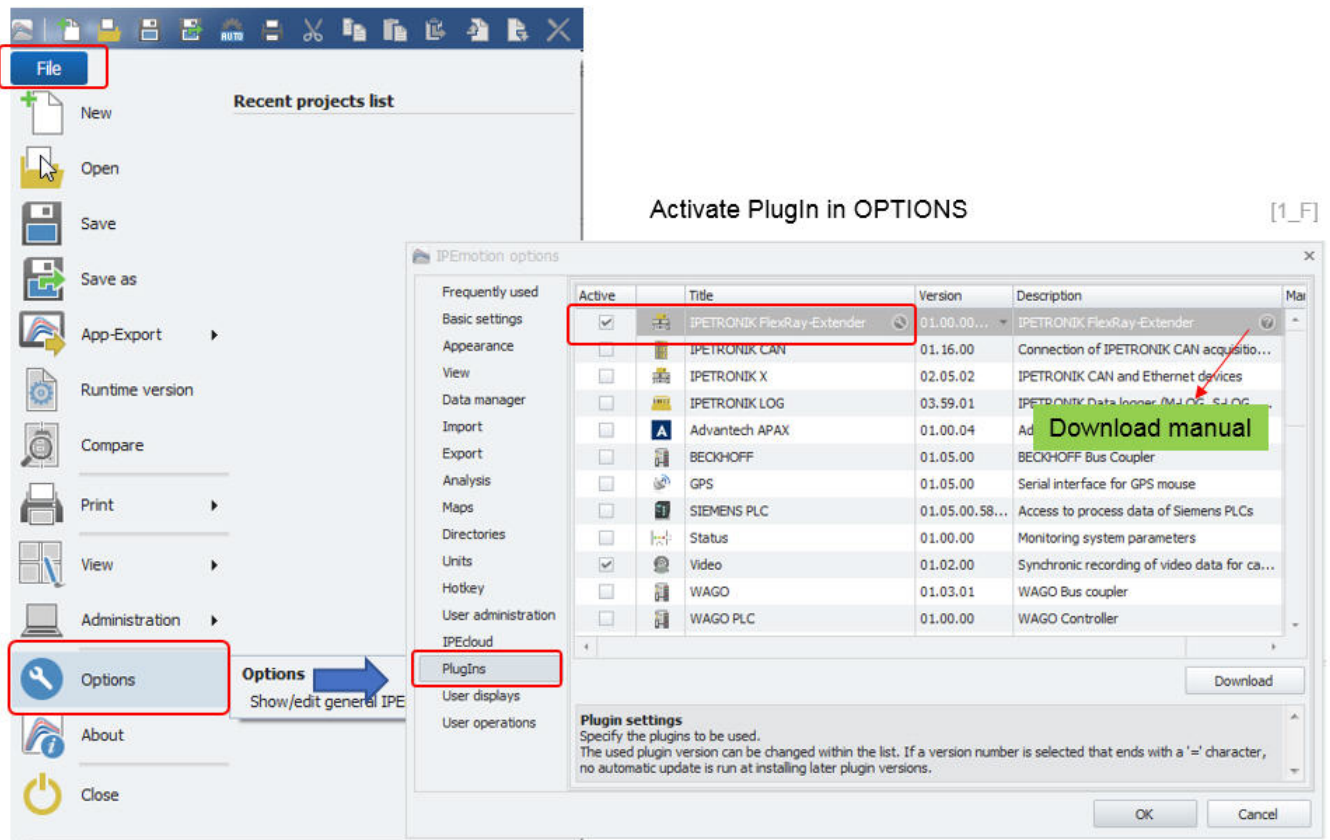 AUTO
File
New
Recent projects list
Open
Save
Save as
App-Export
Runtime version
Compare
Print
View
Administration
Options
Options
Show/edit general IPE
About
Close
Activate PlugIn in OPTIONS
[1_F]
IPEmotion options
Frequently used
Basic settings
Appearance
View
Data manager
Import
Export
Analysis
Maps
Directories
Units
Hotkey
User administration
IPEcloud
PlugIns
User displays
User operations
Active Title Version Description Mai
IPETRONIK FlexRay-Extender 01.00.00... IPETRONIK FlexRay-Extender
IPETRONIK CAN 01.16.00 Connection of IPETRONIK CAN acquisitio...
IPETRONIK X 02.05.02 IPETRONIK CAN and Ethernet devices
IPETRONIK LOG 03.59.01 IPETRONIK Data logger (M-LOG, S-LOG, ...
Advantech APAX 01.00.04 Ad
Download manual
BECKHOFF 01.05.00 BECKHOFF Bus Coupler
GPS 01.05.00 Serial interface for GPS mouse
SIEMENS PLC 01.05.00.58... Access to process data of Siemens PLCs
Status 01.00.00 Monitoring system parameters
Video 01.02.00 Synchronic recording of video data for ca...
WAGO 01.03.01 WAGO Bus coupler
WAGO PLC 01.00.00 WAGO Controller
Download
Plugin settings
Specify the plugins to be used.
The used plugin version can be changed within the list. If a version number is selected that ends with a '=' character,
no automatic update is run at installing later plugin versions.
OK Cancel